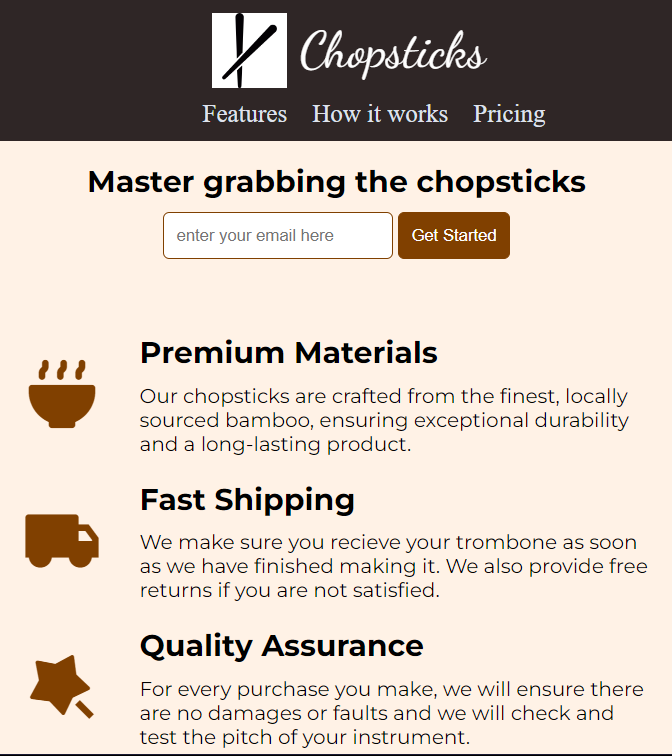 Chopsticks
Features How it works Pricing
Master grabbing the chopsticks
enter your email here Get Started
Premium Materials
Our chopsticks are crafted from the finest, locally
sourced bamboo, ensuring exceptional durability
and a long-lasting product.
Fast Shipping
We make sure you recieve your trombone as soon
as we have finished making it. We also provide free
returns if you are not satisfied.
Quality Assurance
For every purchase you make, we will ensure there
are no damages or faults and we will check and
test the pitch of your instrument.